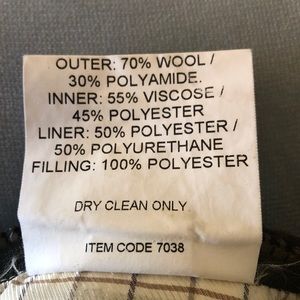 OUTER: 70% WOOL /
30% POLYAMIDE.
INNER: 55% VISCOSE /
45% POLYESTER
LINER: 50% POLYESTER /
50% POLYURETHANE
FILLING: 100% POLYESTER
DRY CLEAN ONLY
ITEM CODE 7038